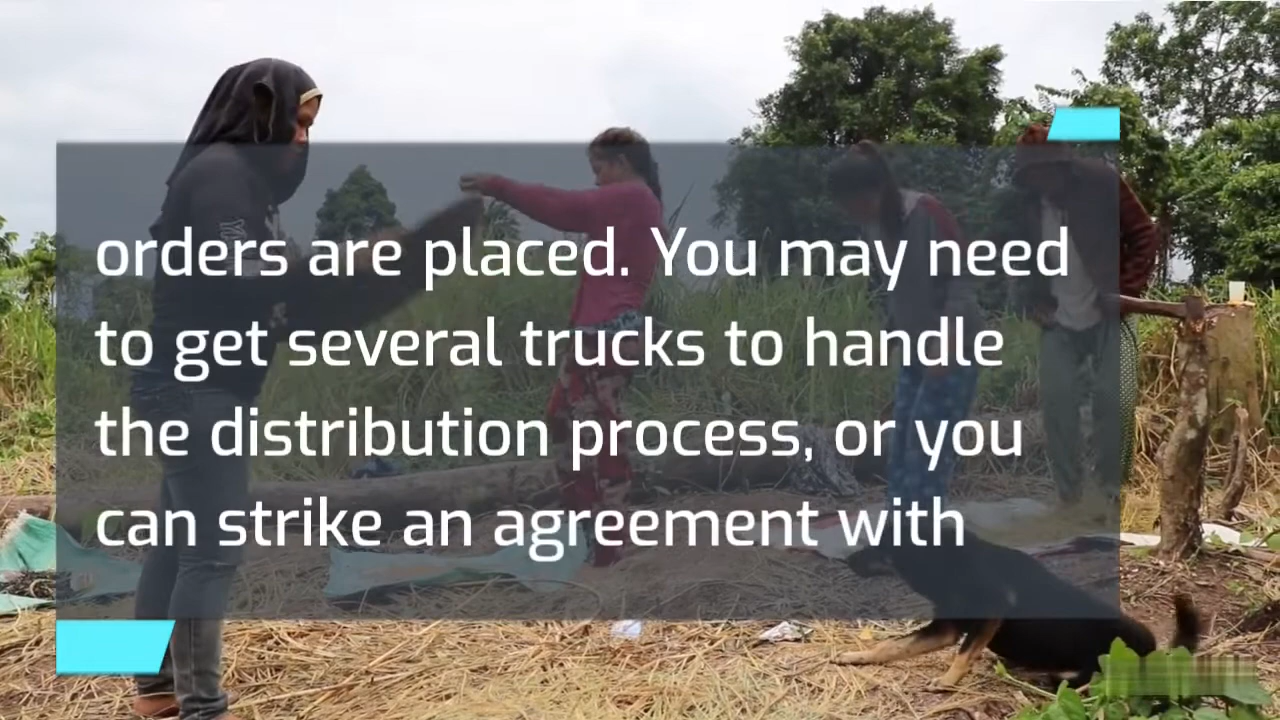 orders are placed. You may need
to get several trucks to handle
the distribution process, or you
can strike an agreement with